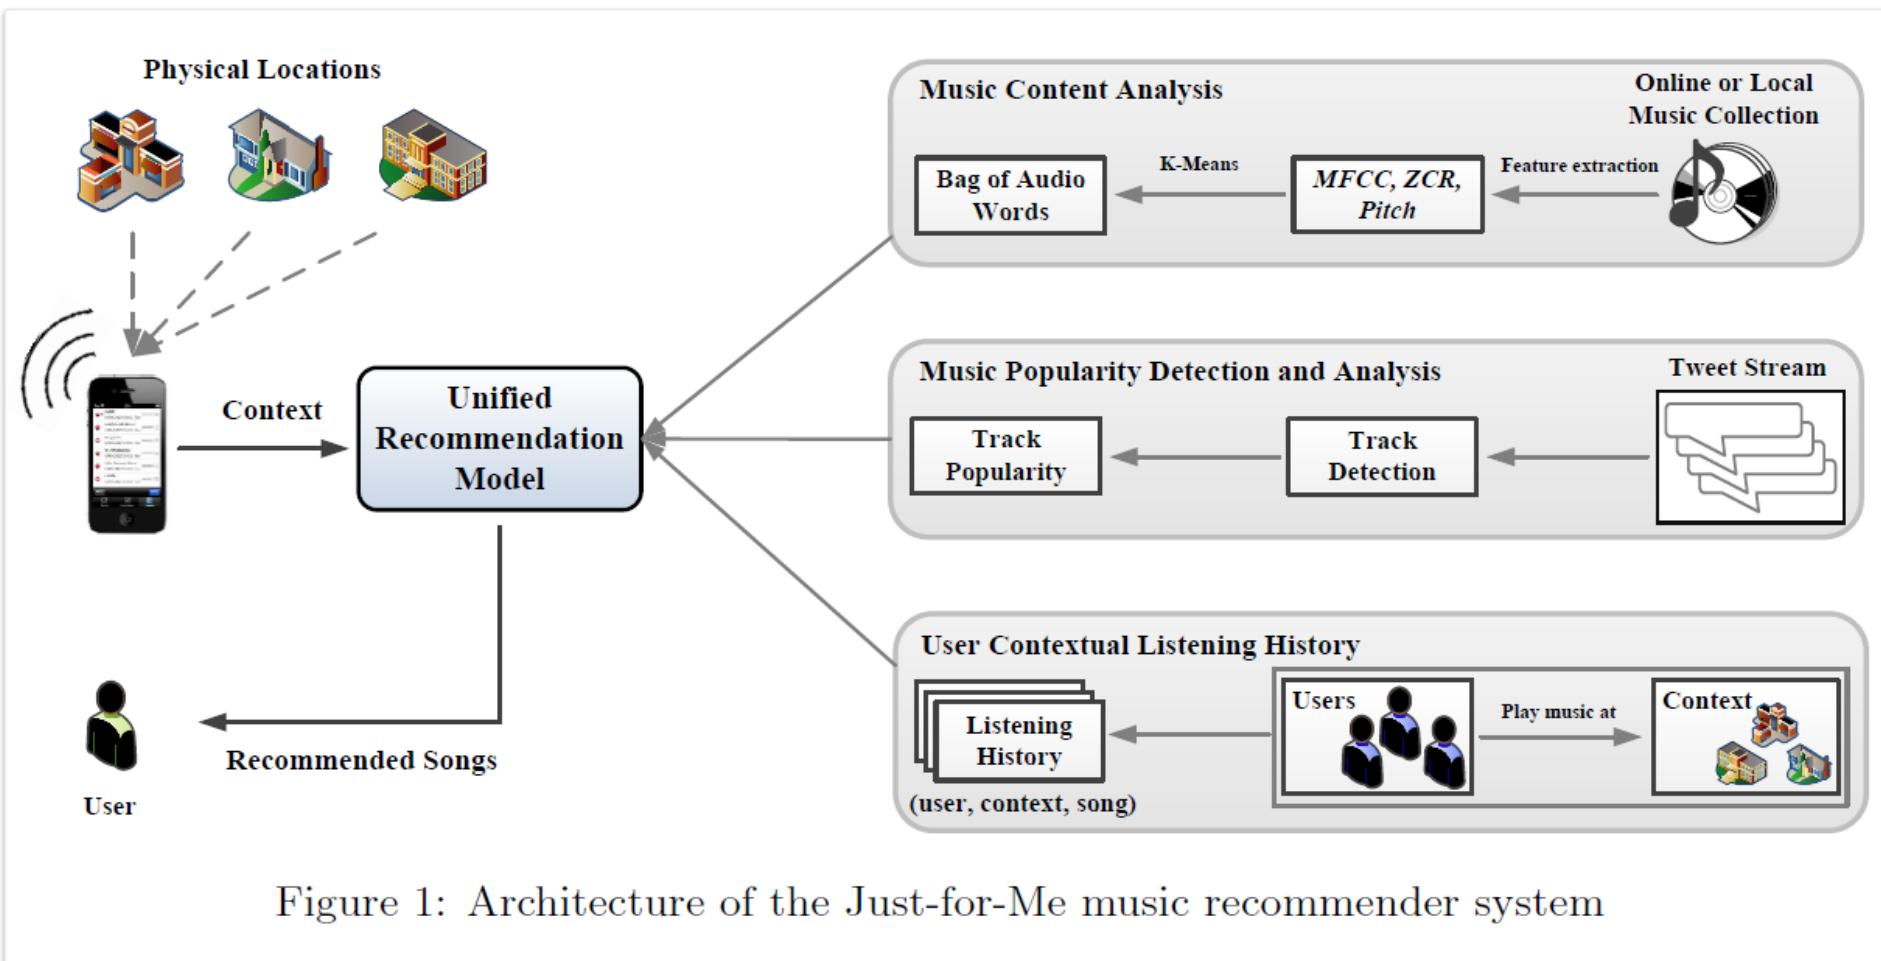 Physical Locations
Context
Unified
Recommendation
Model
Recommended Songs
User
Music Content Analysis
Online or Local
Music Collection
Bag of Audio
Words
K-Means
MFCC, ZCR,
Pitch
Feature extraction
Music Popularity Detection and Analysis
Tweet Stream
Track
Popularity
Track
Detection
User Contextual Listening History
Listening
History
(user, context, song)
Users
Play music at
Context
Figure 1: Architecture of the Just-for-Me music recommender system